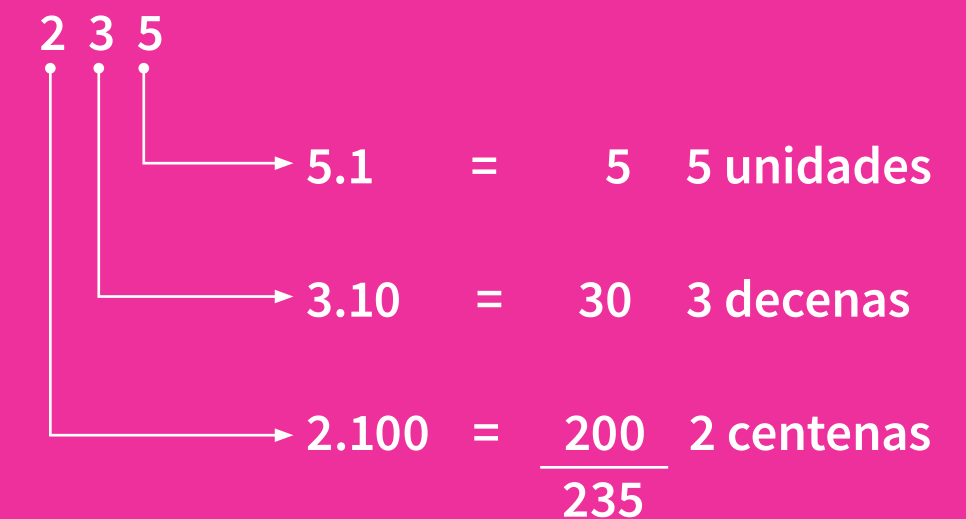 2 3 5
5.1 = 5 5 unidades
3.10 = 30 3 decenas
2.100 = 200 2 centenas
235